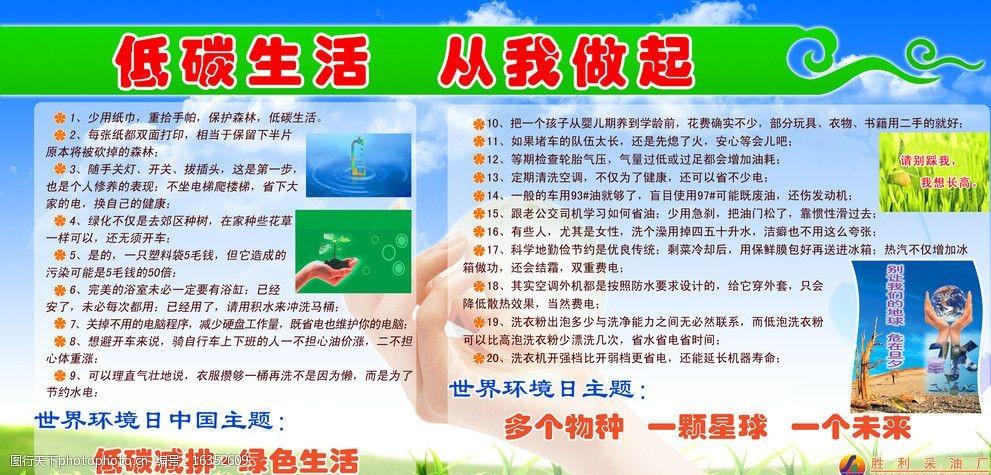 低碳生活 从我做起
1、少用纸巾，重拾手帕，保护森林，低碳生活。
2、每张纸都双面打印，相当于保留下半片
原本将被砍掉的森林；
3、随手关灯、开关、拔插头，这是第一步，
也是个人修养的表现；不坐电梯爬楼梯，省下大
家的电，换自己的健康；
4、绿化不仅是去郊区种树，在家种些花草
一样可以，还无须开车；
5、是的，一只塑料袋5毛钱，但它造成的
污染可能是5毛钱的50倍；
6、完美的浴室未必一定要有浴缸；已经
安了，未必每次都用；已经用了，请用积水来冲洗马桶；
7、关掉不用的电脑程序，减少硬盘工作量，既省电也维护你的电脑；
8、想避开车来说，骑自行车上下班的人一不担心油价涨，二不担
心体重涨；
9、可以理直气壮地说，衣服攒够一桶再洗不是因为懒，而是为了
节约水电；
世界环境日中国主题：
低碳减排 绿色生活
10、把一个孩子从婴儿期养到学龄前，花费确实不少，部分玩具、衣物、书籍用二手的就好；
11、如果堵车的队伍太长，还是先熄了火，安心等会儿吧；
12、等期检查轮胎气压，气量过低或过足都会增加油耗；
13、定期清洗空调，不仅为了健康，还可以省不少电；
14、一般的车用93#油就够了，盲目使用97#可能既废油，还伤发动机；
15、跟老公交司机学习如何省油：少用急刹，把油门松了，靠惯性滑过去；
16、有些人，尤其是女性，洗个澡用掉四五十升水，洁癖也不用这么夸张；
17、科学地勤俭节约是优良传统：剩菜冷却后，用保鲜膜包好再送进冰箱；热汽不仅增加冰
箱做功，还会结霜，双重费电；
18、其实空调外机都是按照防水要求设计的，给它穿外套，只会
降低散热效果，当然费电；
19、洗衣粉出泡多少与洗净能力之间无必然联系，而低泡洗衣粉
可以比高泡洗衣粉少漂洗几次，省水省电省时间；
20、洗衣机开强档比开弱档更省电，还能延长机器寿命；
世界环境日主题：
多个物种 一颗星球 一个未来
请别踩我，
我想长高。
别让我们的地球 危在旦夕
胜利采油厂
图行天下photophoto.cn 编号：16352609